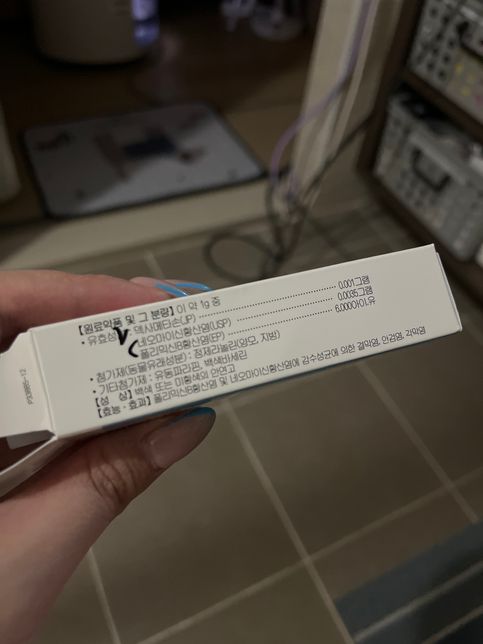 [원료약품 및 그 분량] 이 약 1g 중
· 유효성 덱사메타손(JP) 0.001그램
네오마이신황산염(USP) 0.0035그램
폴리믹신B황산염(EP) 6,000아이.유
· 첨가제(동물유래성분) : 정제라놀린(양모, 지방)
· 기타첨가제 : 유동파라핀, 백색바셀린
[성 상] 백색 또는 미황색의 안연고
[효능 · 효과] 폴리믹신B황산염 및 네오마이신황산염에 감수성균에 의한 결막염, 안검염, 각막염